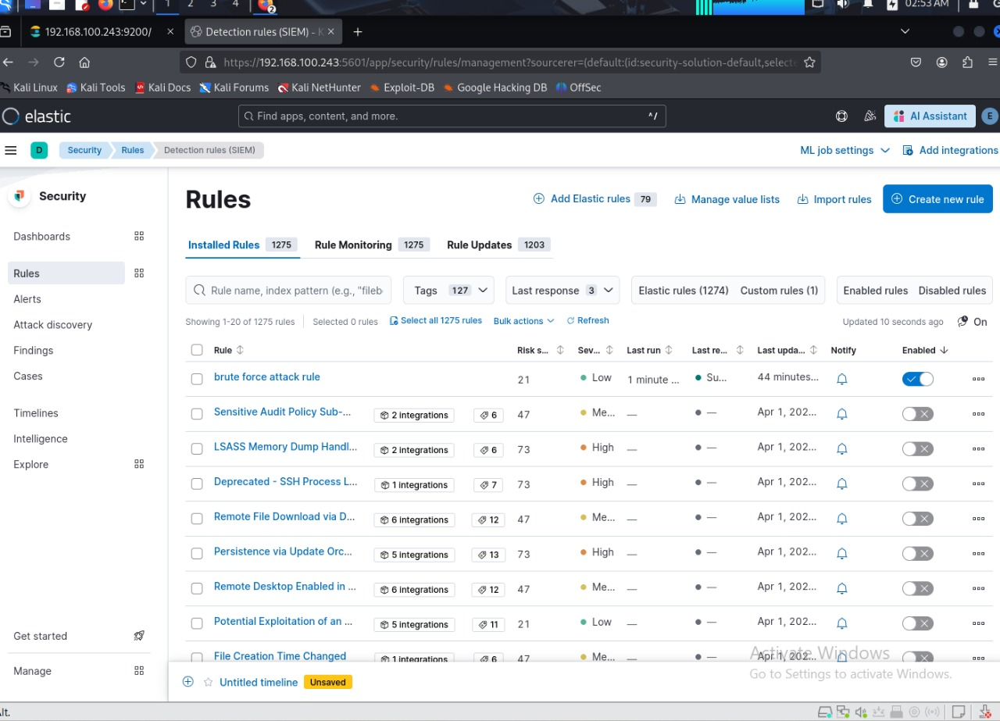 1 2 3 4 2 02:53 AM
192.168.100.243:9200/ Detection rules (SIEM) - K
https://192.168.100.243:5601/app/security/rules/management?sourcerer=(default:(id:security-solution-default,selecte
Kali Linux Kali Tools Kali Docs Kali Forums Kali NetHunter Exploit-DB Google Hacking DB OffSec
elastic Find apps, content, and more. ^/ AI Assistant E
D Security Rules Detection rules (SIEM) ML job settings Add integrations
Security
Dashboards
Rules
Alerts
Attack discovery
Findings
Cases
Timelines
Intelligence
Explore
Get started
Manage
Rules Add Elastic rules 79 Manage value lists Import rules Create new rule
Installed Rules 1275 Rule Monitoring 1275 Rule Updates 1203
Rule name, index pattern (e.g., "fileb Tags 127 Last response 3 Elastic rules (1274) Custom rules (1) Enabled rules Disabled rules
Showing 1-20 of 1275 rules Selected 0 rules Select all 1275 rules Bulk actions Refresh Updated 10 seconds ago On
Rule Risk s... Sev... Last run Last re... Last upda... Notify Enabled
brute force attack rule 21 Low 1 minute ... Su... 44 minutes...
Sensitive Audit Policy Sub-... 2 integrations 6 47 Me... — — Apr 1, 202...
LSASS Memory Dump Handl... 2 integrations 6 73 High — — Apr 1, 202...
Deprecated - SSH Process L... 1 integrations 7 73 High — — Apr 1, 202...
Remote File Download via D... 6 integrations 12 47 Me... — — Apr 1, 202...
Persistence via Update Orc... 5 integrations 13 73 High — — Apr 1, 202...
Remote Desktop Enabled in ... 6 integrations 12 47 Me... — — Apr 1, 202...
Potential Exploitation of an ... 5 integrations 11 21 Low — — Apr 1, 202...
File Creation Time Changed 1 integrations 6 47 Me... — — Apr 1, 202...
Activate Windows
Go to Settings to activate Windows.
Untitled timeline Unsaved
lt.